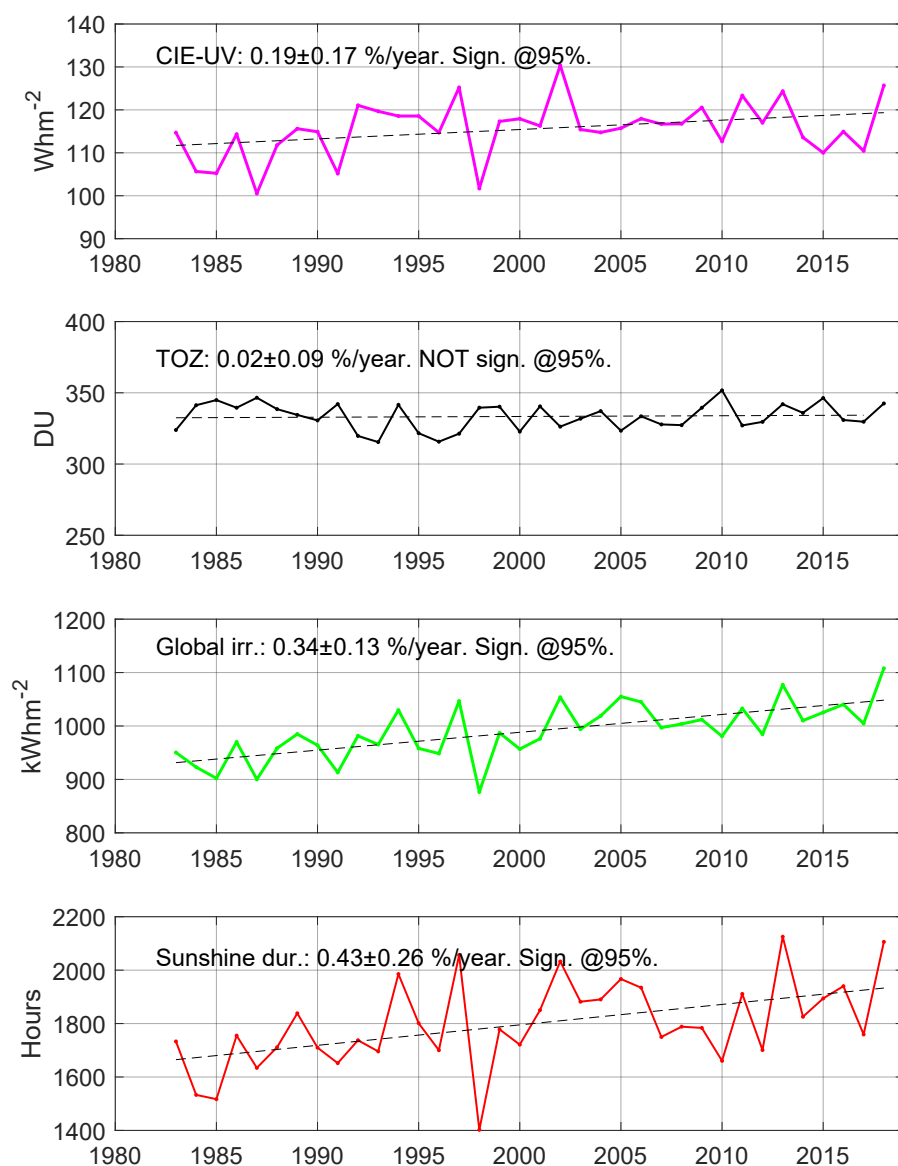 140
130
120
110
100
90
Whm-2
CIE-UV: 0.19±0.17 %/year. Sign. @95%.
1980 1985 1990 1995 2000 2005 2010 2015
400
350
300
250
DU
TOZ: 0.02±0.09 %/year. NOT sign. @95%.
1980 1985 1990 1995 2000 2005 2010 2015
1200
1100
1000
900
800
kWhm-2
Global irr.: 0.34±0.13 %/year. Sign. @95%.
1980 1985 1990 1995 2000 2005 2010 2015
2200
2000
1800
1600
1400
Hours
Sunshine dur.: 0.43±0.26 %/year. Sign. @95%.
1980 1985 1990 1995 2000 2005 2010 2015